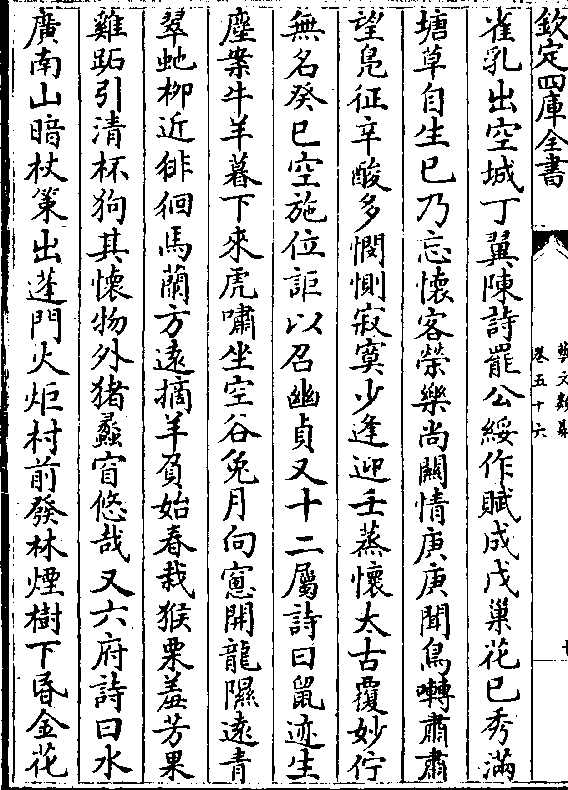 欽定四庫全書
藝文類聚
卷五十六
雀乳出空城丁翼陳詩罷公綏作賦成戊巢花已秀滿
塘草自生已乃忘懷客榮樂尚關情庚庚聞鳥囀肅肅
望鳧征辛酸多憫惻寂寞少逢迎壬蒸懷太古覆妙佇
無名癸巳空施位詎以召幽貞又十二屬詩曰鼠迹生
塵案牛羊暮下來虎嘯坐空谷兔月向窻開龍隰遠青
翠虵栁近徘徊馬蘭方遠摘羊負始春栽猴栗羞芳果
雞跖引清杯狗其懷物外猪蠡窅悠哉又六府詩曰水
廣南山暗杖策出蓬門火炬村前發林煙樹下昏金花